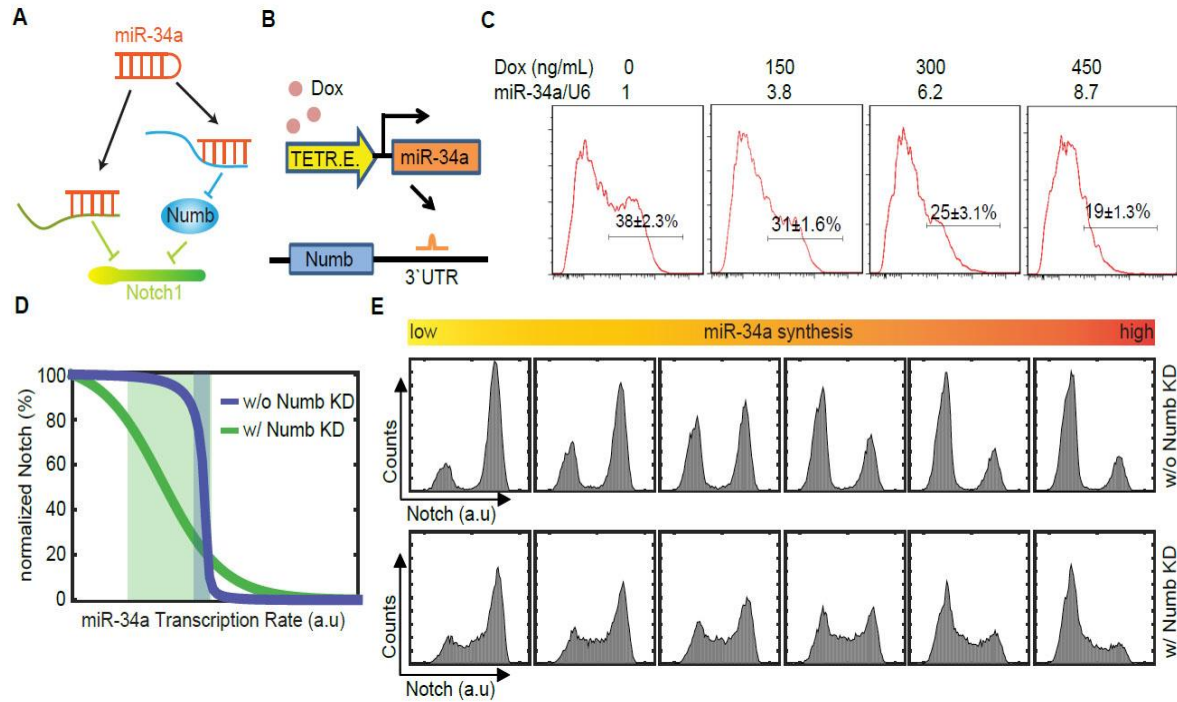 A
miR-34a
Numb
Notch1
B
Dox
TETR.E.
miR-34a
Numb
3`UTR
C
Dox (ng/mL) 0 150 300 450
miR-34a/U6 1 3.8 6.2 8.7
38±2.3%
31±1.6%
25±3.1%
19±1.3%
D
normalized Notch (%)
100
80
60
40
20
0
w/o Numb KD
w/ Numb KD
miR-34a Transcription Rate (a.u)
E
low miR-34a synthesis high
Counts
Notch (a.u)
w/o Numb KD
Counts
Notch (a.u)
w/ Numb KD